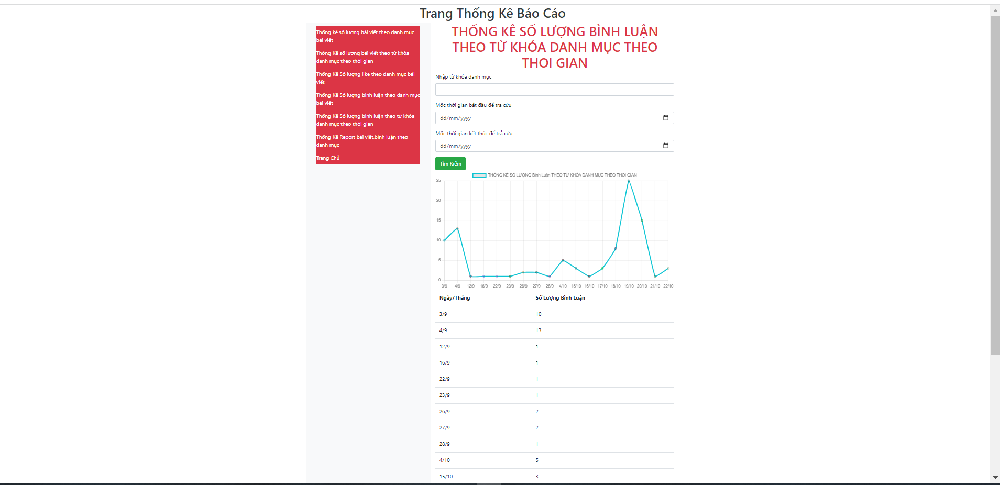 Trang Thống Kê Báo Cáo
Thống kê số lượng bài viết theo danh mục
bài viết
Thông Kê số lượng bài viết theo từ khóa
danh mục theo thời gian
Thống Kê Số lượng like theo danh mục bài
viết
Thống Kê Số lượng bình luận theo danh mục
bài viết
Thống Kê Số lượng bình luận theo từ khóa
danh mục theo thời gian
Thống Kê Report bài viết,bình luận theo
danh mục
Trang Chủ
THỐNG KÊ SỐ LƯỢNG BÌNH LUẬN
THEO TỪ KHÓA DANH MỤC THEO
THOI GIAN
Nhập từ khóa danh mục
Mốc thời gian bắt đầu để tra cứu
dd/mm/yyyy
Mốc thời gian kết thúc để trả cứu
dd/mm/yyyy
Tìm Kiếm
THỐNG KÊ SỐ LƯỢNG Bình Luận THEO TỪ KHÓA DANH MỤC THEO THOI GIAN
25
20
15
10
5
0
3/9 4/9 12/9 16/9 22/9 23/9 26/9 27/9 28/9 4/10 15/10 16/10 17/10 18/10 19/10 20/10 21/10 22/10
Ngày/Tháng Số Lượng Bình Luận
3/9 10
4/9 13
12/9 1
16/9 1
22/9 1
23/9 1
26/9 2
27/9 2
28/9 1
4/10 5
15/10 3